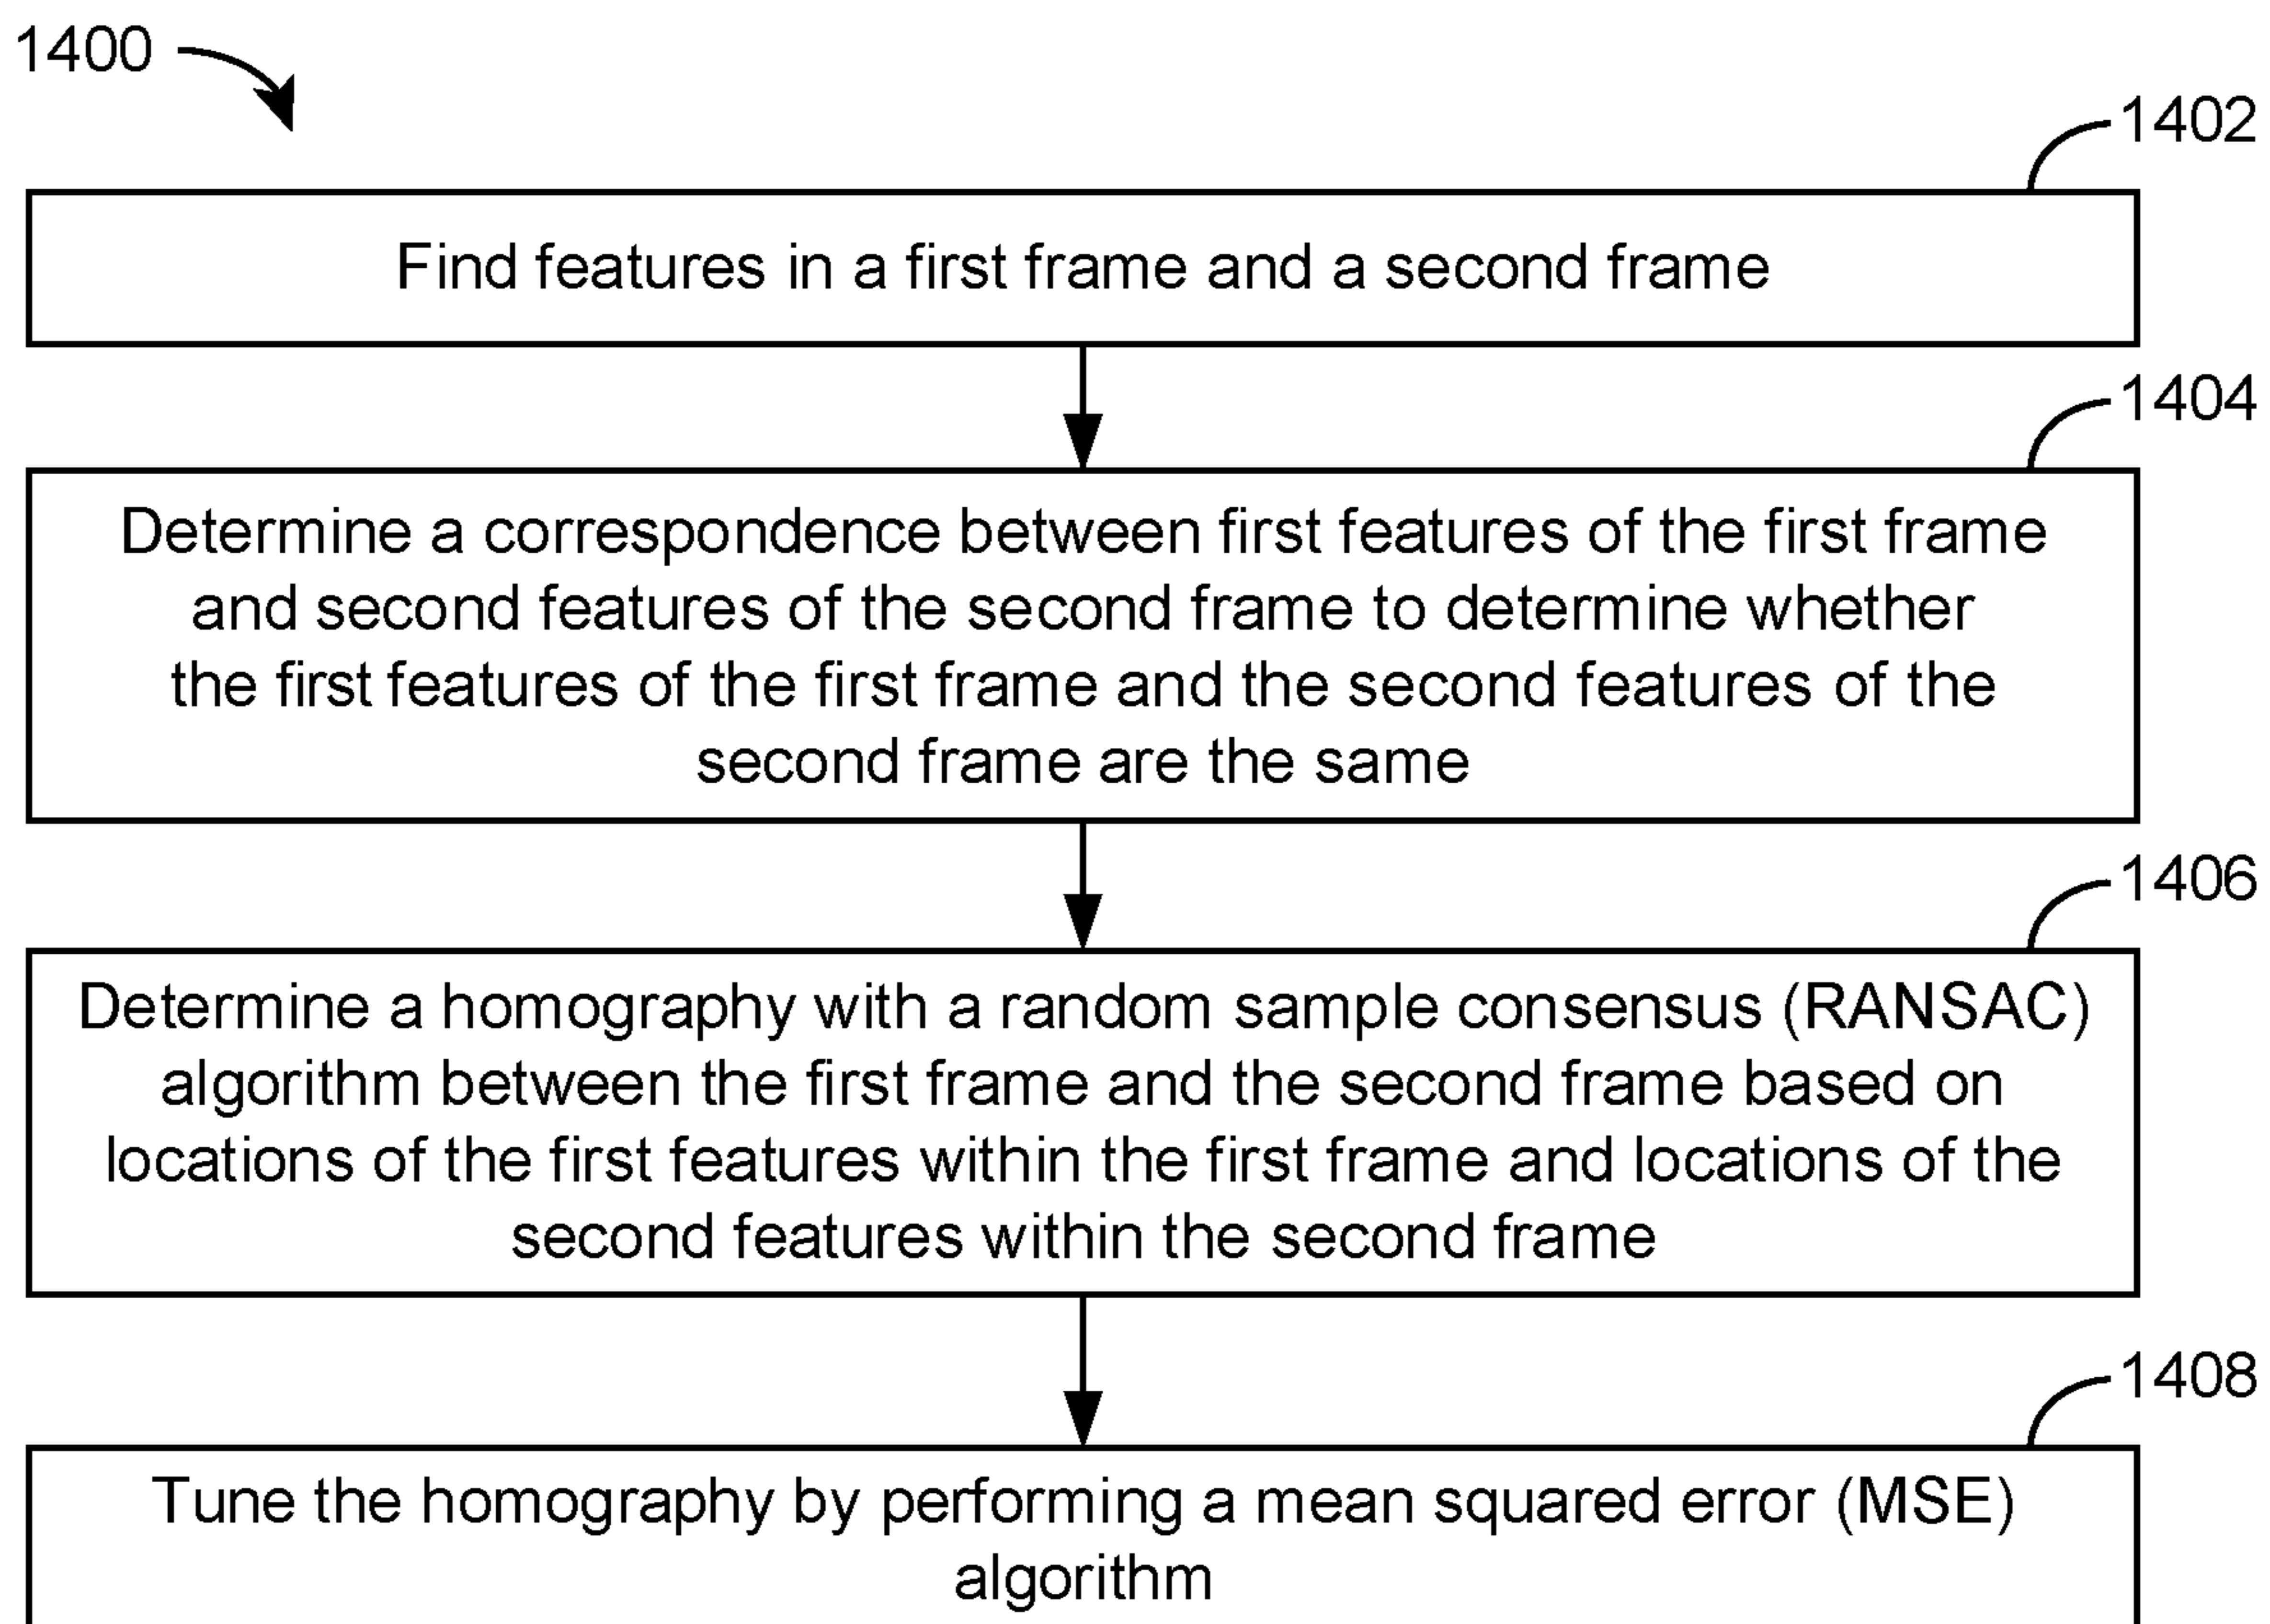 1400
1402
Find features in a first frame and a second frame
1404
Determine a correspondence between first features of the first frame
and second features of the second frame to determine whether
the first features of the first frame and the second features of the
second frame are the same
1406
Determine a homography with a random sample consensus (RANSAC)
algorithm between the first frame and the second frame based on
locations of the first features within the first frame and locations of the
second features within the second frame
1408
Tune the homography by performing a mean squared error (MSE)
algorithm